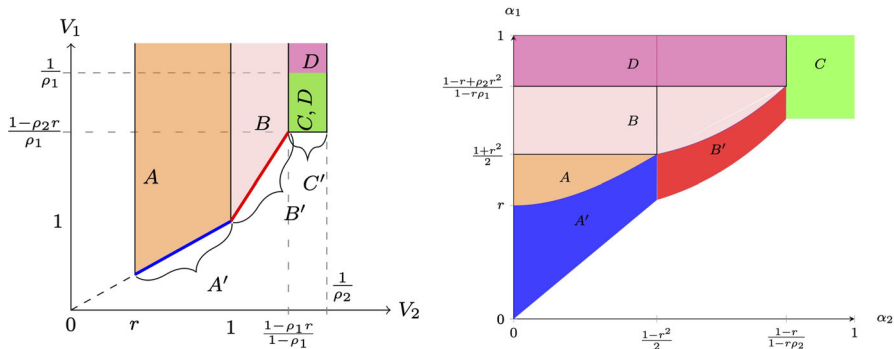 V₁
1/ρ₁
D
C, D
(1−ρ₂r)/ρ₁
B
A
C′
B′
1
A′
1/ρ₂
V₂
0 r 1 (1−ρ₁r)/(1−ρ₁)
α₁
1
D
C
(1−r+ρ₂r²)/(1−rρ₁)
B
B′
(1+r²)/2
A
r
A′
0
α₂
0 (1−r²)/2 (1−r)/(1−rρ₂) 1